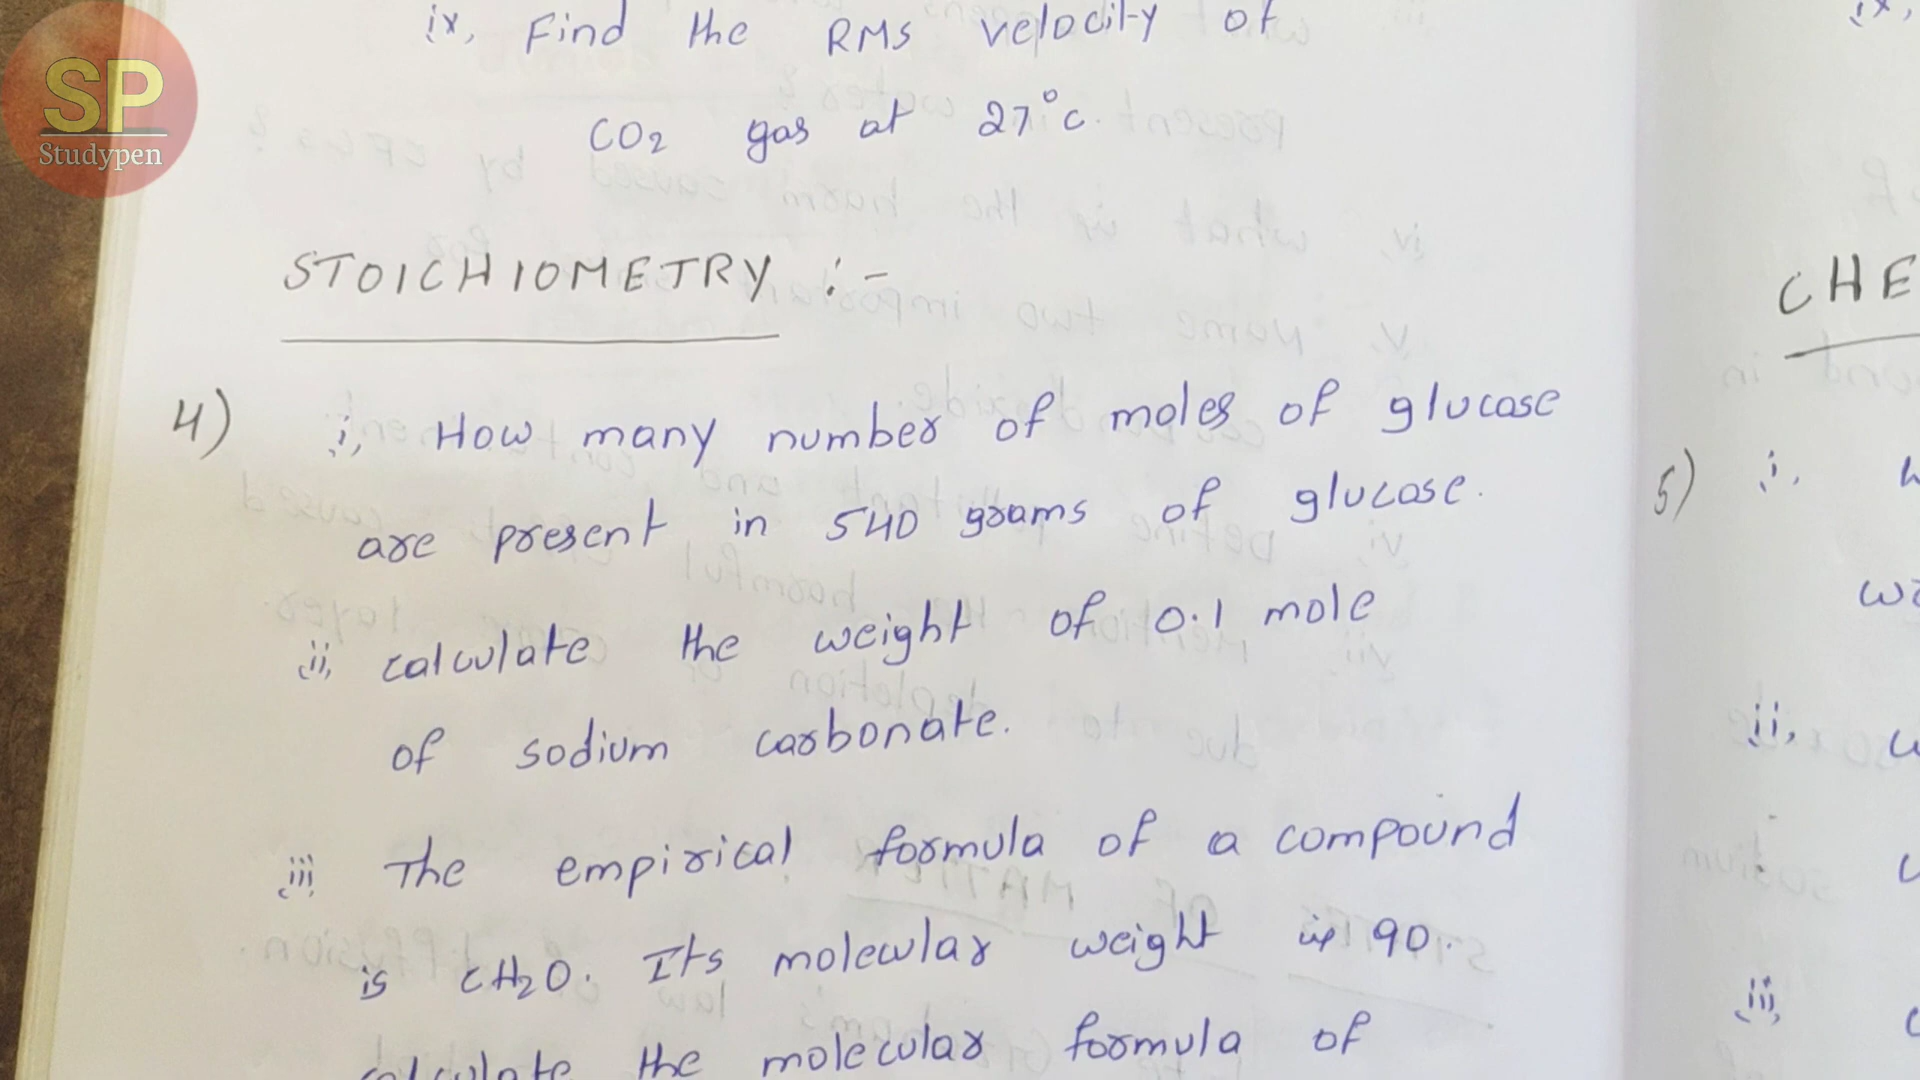 SP
Studypen
ix, Find the RMS velocity of
CO2 gas at 27°c.
STOICHIOMETRY :-
4) i, How many number of moles of glucose
are present in 540 grams of glucose.
ii, calculate the weight of 0.1 mole
of sodium carbonate.
iii, The empirical formula of a compound
is CH2O. Its molecular weight is 90.
calculate the molecular formula of
ix,
CHE
5) i.
ii,
iii,